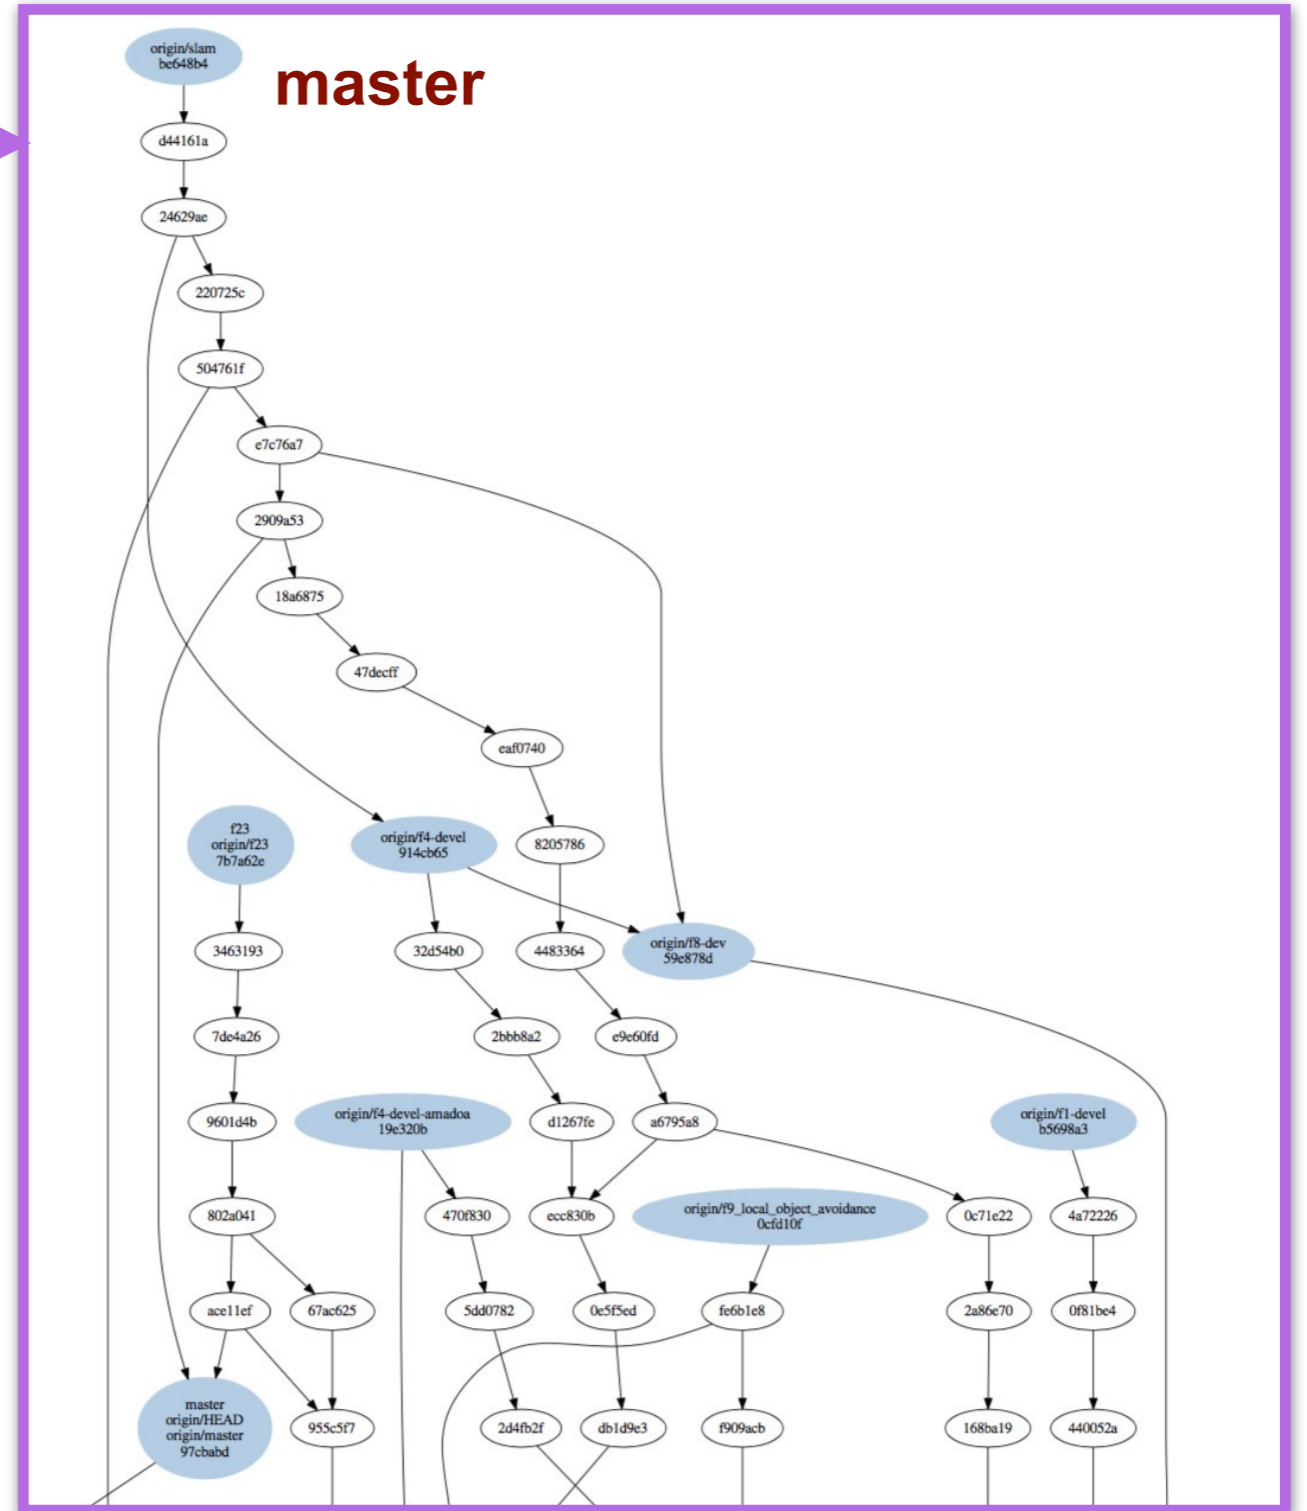 origin/slam
be648b4
master
d44161a
24629ae
220725c
504761f
e7c76a7
2909a53
18a6875
47decff
eaf0740
f23
origin/f23
7b7a62e
origin/f4-devel
914cb65
8205786
3463193
32d54b0
4483364
origin/f8-dev
59e878d
7de4a26
2bbb8a2
e9e60fd
9601d4b
origin/f4-devel-amadoa
19e320b
d1267fe
a6795a8
origin/f1-devel
b5698a3
802a041
470f830
ecc830b
origin/f9_local_object_avoidance
0cfd10f
0c71e22
4a72226
ace11ef
67ac625
5dd0782
0e5f5ed
fe6b1e8
2a86e70
0f81be4
master
origin/HEAD
origin/master
97cbabd
955c5f7
2d4fb2f
db1d9e3
f909acb
168ba19
440052a